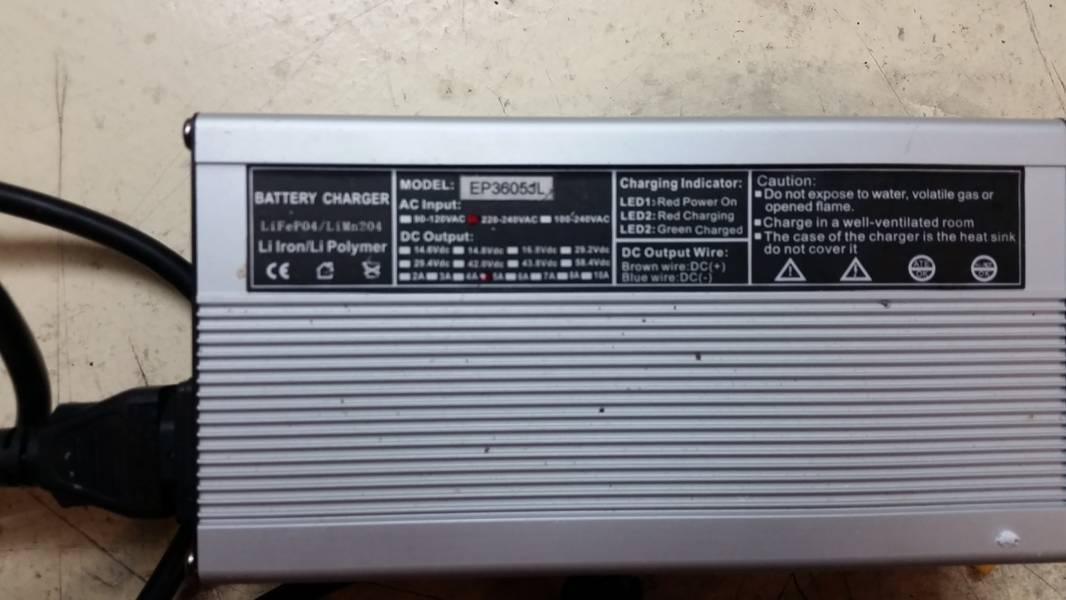 BATTERY CHARGER
LiFePO4/LiMn2O4
Li Iron/Li Polymer
CE
MODEL: EP3605JL
AC Input:
90-120VAC 220-240VAC 100-240VAC
DC Output:
14.6Vdc 14.8Vdc 16.8Vdc 29.2Vdc
29.4Vdc 42.0Vdc 43.8Vdc 58.4Vdc
2A 3A 4A 5A 6A 7A 8A 10A
Charging Indicator:
LED1: Red Power On
LED2: Red Charging
LED2: Green Charged
DC Output Wire:
Brown wire:DC(+)
Blue wire:DC(-)
Caution:
Do not expose to water, volatile gas or
opened flame.
Charge in a well-ventilated room
The case of the charger is the heat sink
do not cover it